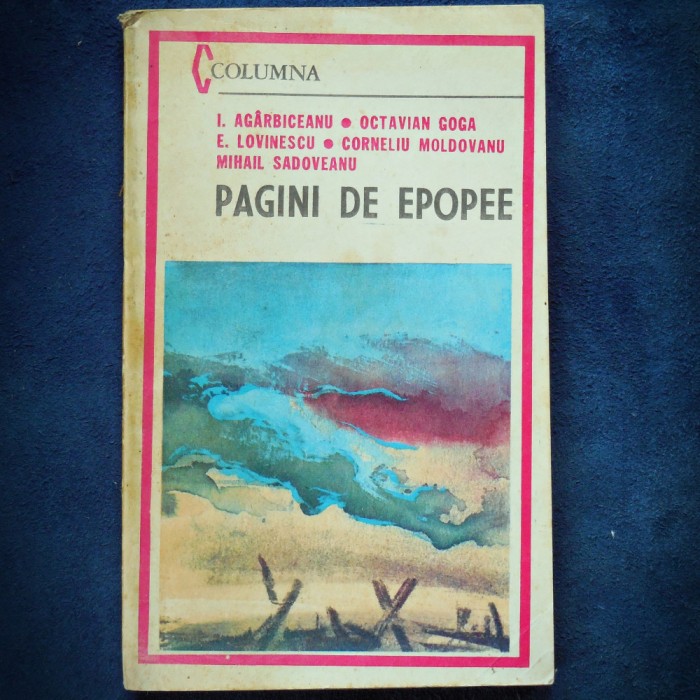 COLUMNA
I. AGÂRBICEANU • OCTAVIAN GOGA
E. LOVINESCU • CORNELIU MOLDOVANU
MIHAIL SADOVEANU
PAGINI DE EPOPEE